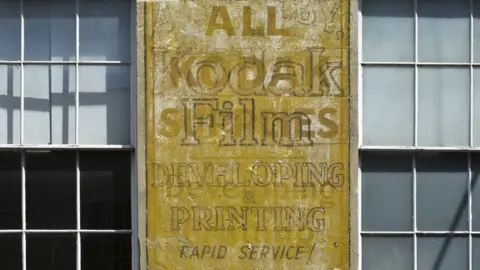 ALL
Kodak
Films
DEVELOPING
&
PRINTING
RAPID SERVICE!